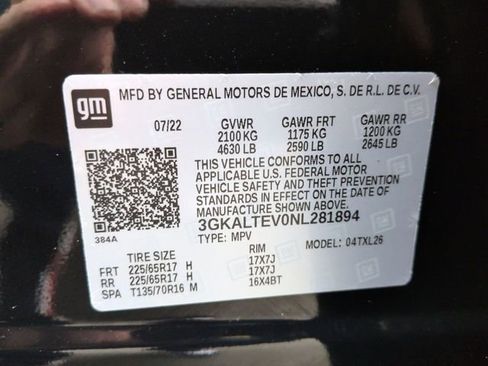 gm
MFD BY GENERAL MOTORS DE MEXICO, S. DE R.L. DE C.V.
07/22 GVWR GAWR FRT GAWR RR
2100 KG 1175 KG 1200 KG
4630 LB 2590 LB 2645 LB
THIS VEHICLE CONFORMS TO ALL
APPLICABLE U.S. FEDERAL MOTOR
VEHICLE SAFETY AND THEFT PREVENTION
STANDARDS IN EFFECT ON THE DATE OF
MANUFACTURE SHOWN ABOVE.
3GKALTEV0NL281894
384A
TYPE: MPV MODEL: 04TXL26
TIRE SIZE RIM
FRT 225/65R17 H 17X7J
RR 225/65R17 H 17X7J
SPA T135/70R16 M 16X4BT